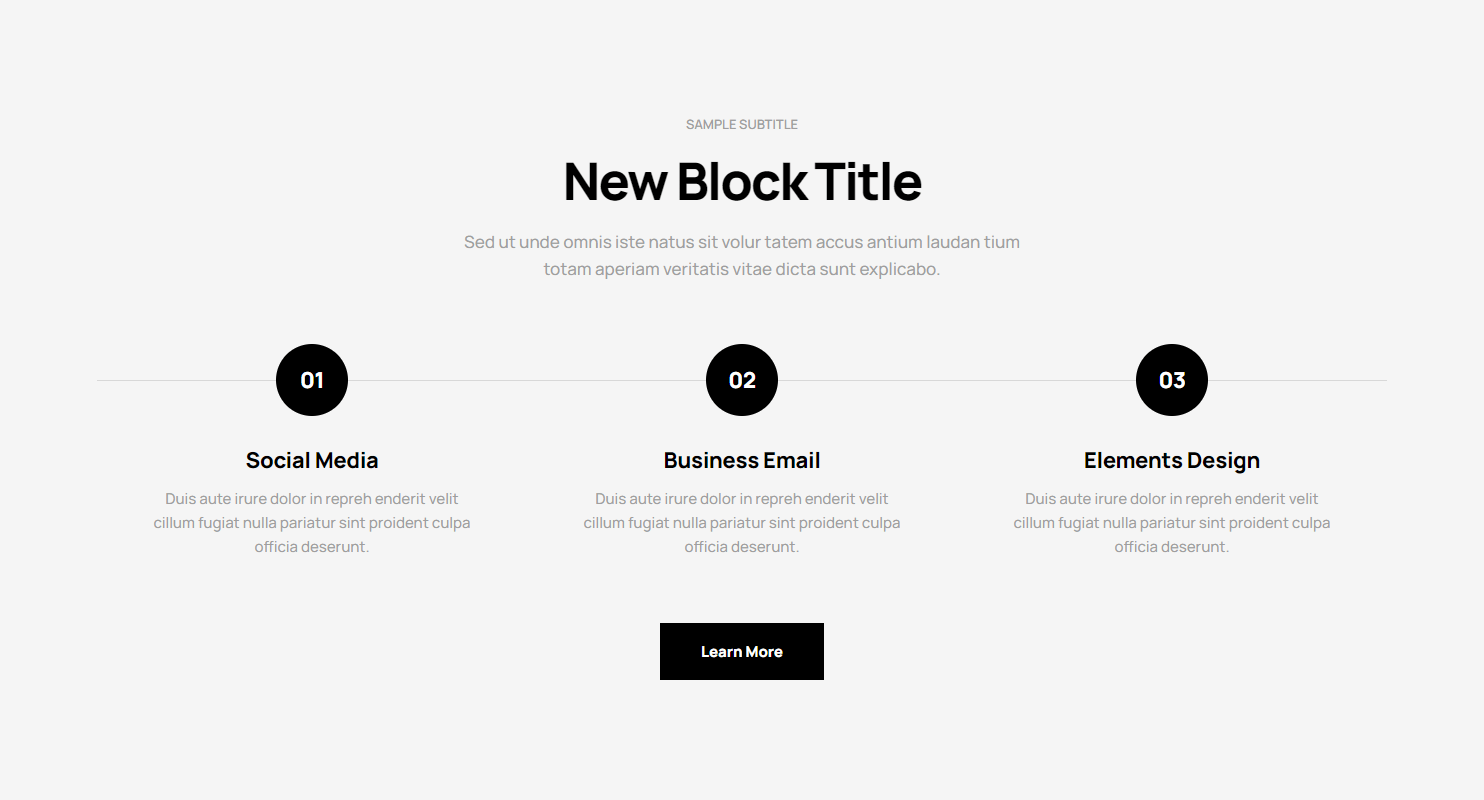 SAMPLE SUBTITLE
New Block Title
Sed ut unde omnis iste natus sit volur tatem accus antium laudan tium
totam aperiam veritatis vitae dicta sunt explicabo.
01
Social Media
Duis aute irure dolor in repreh enderit velit
cillum fugiat nulla pariatur sint proident culpa
officia deserunt.
02
Business Email
Duis aute irure dolor in repreh enderit velit
cillum fugiat nulla pariatur sint proident culpa
officia deserunt.
03
Elements Design
Duis aute irure dolor in repreh enderit velit
cillum fugiat nulla pariatur sint proident culpa
officia deserunt.
Learn More